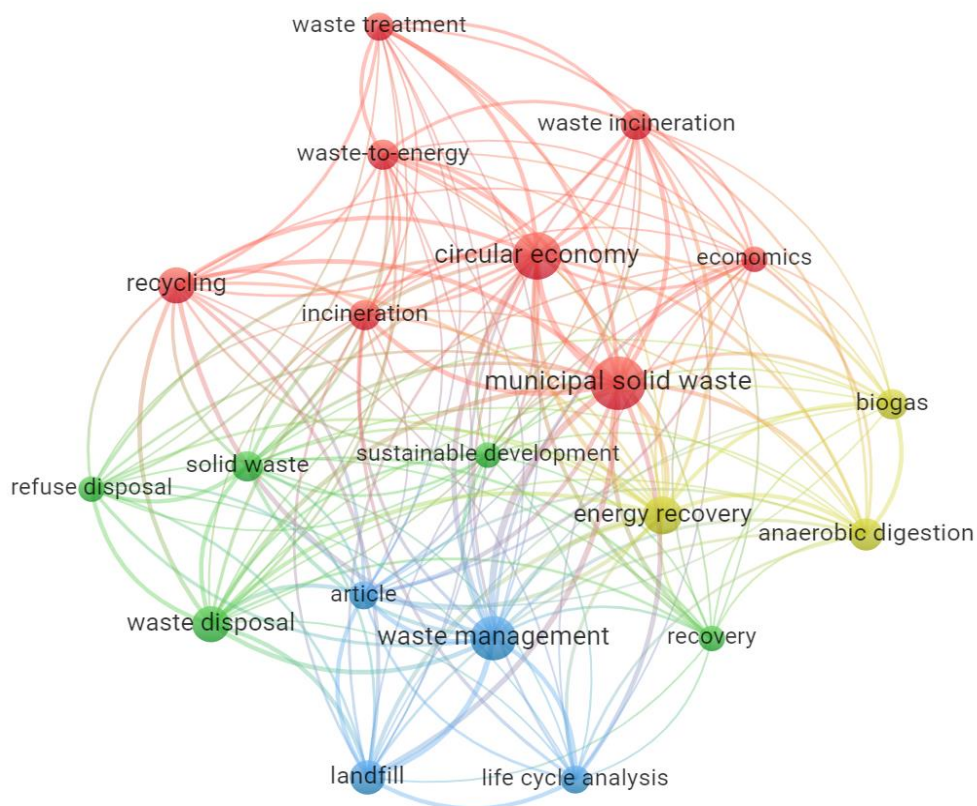 waste treatment
waste incineration
waste-to-energy
circular economy
economics
recycling
incineration
municipal solid waste
biogas
sustainable development
solid waste
refuse disposal
energy recovery
anaerobic digestion
article
waste disposal
waste management
recovery
landfill
life cycle analysis